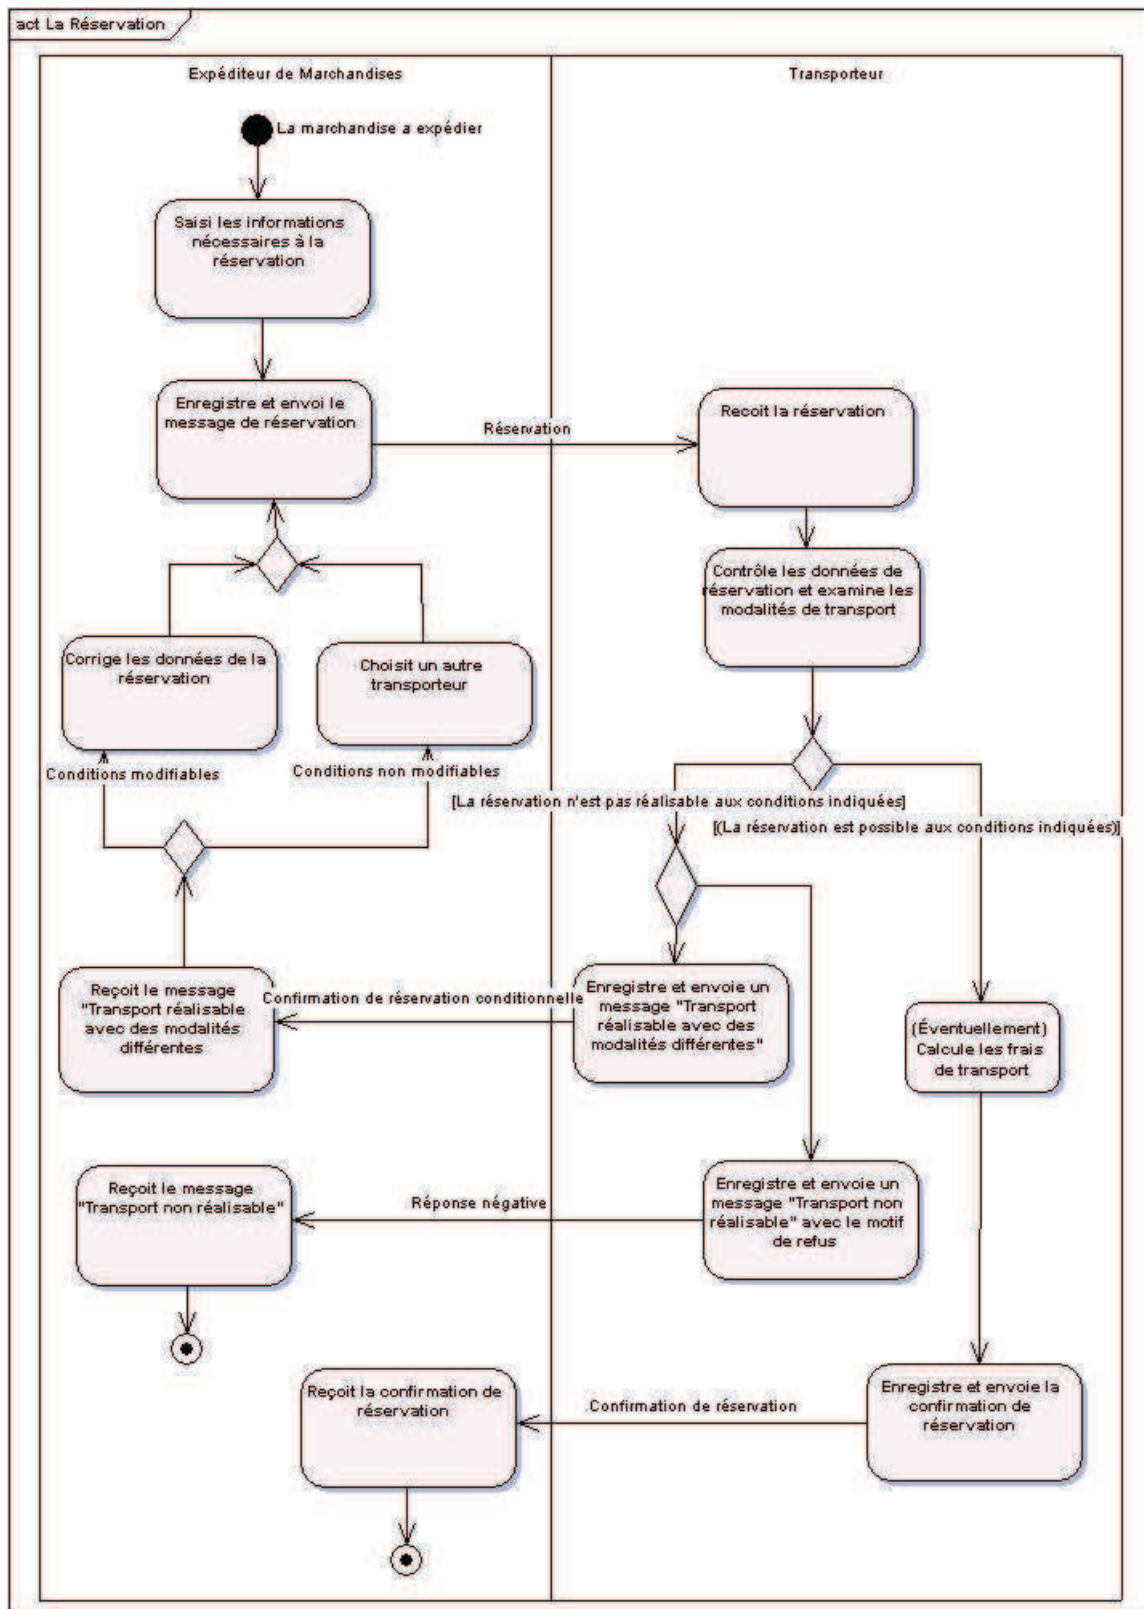 act La Réservation
Expéditeur de Marchandises
Transporteur
La marchandise a expédier
Saisi les informations
nécessaires à la
réservation
Enregistre et envoi le
message de réservation
Réservation
Recoit la réservation
Contrôle les données de
réservation et examine les
modalités de transport
Corrige les données de la
réservation
Choisit un autre
transporteur
Conditions modifiables
Conditions non modifiables
[La réservation n'est pas réalisable aux conditions indiquées]
[(La réservation est possible aux conditions indiquées)]
Reçoit le message
"Transport réalisable
avec des modalités
différentes
Confirmation de réservation conditionnelle
Enregistre et envoie un
message "Transport
réalisable avec des
modalités différentes"
(Éventuellement)
Calcule les frais
de transport
Reçoit le message
"Transport non réalisable"
Réponse négative
Enregistre et envoie un
message "Transport non
réalisable" avec le motif
de refus
Reçoit la confirmation de
réservation
Confirmation de réservation
Enregistre et envoie la
confirmation de
réservation